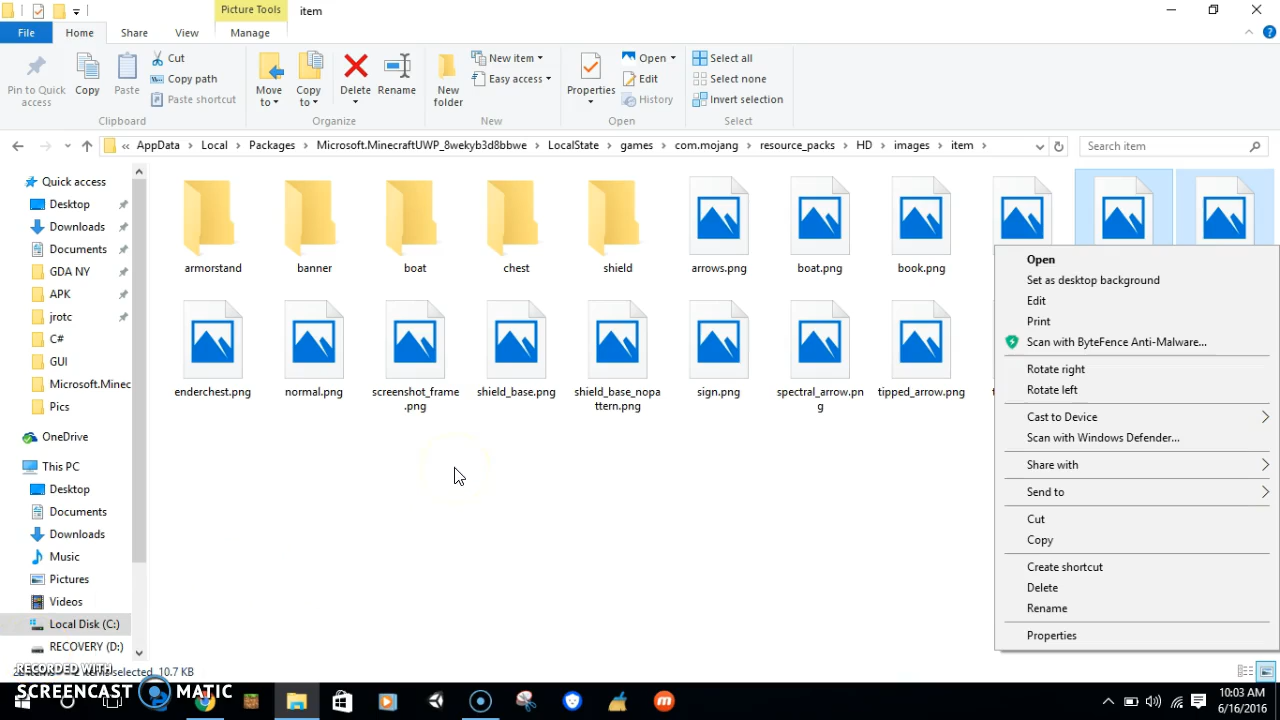 Picture Tools item
File Home Share View Manage
Pin to Quick access
Copy
Paste
Cut
Copy path
Paste shortcut
Clipboard
Move to
Copy to
Delete
Rename
Organize
New folder
New item
Easy access
New
Properties
Open
Edit
History
Open
Select all
Select none
Invert selection
Select
« AppData > Local > Packages > Microsoft.MinecraftUWP_8wekyb3d8bbwe > LocalState > games > com.mojang > resource_packs > HD > images > item >
Search item
Quick access
Desktop
Downloads
Documents
GDA NY
APK
jrotc
C#
GUI
Microsoft.Minec
Pics
OneDrive
This PC
Desktop
Documents
Downloads
Music
Pictures
Videos
Local Disk (C:)
RECOVERY (D:)
armorstand
banner
boat
chest
shield
arrows.png
boat.png
book.png
enderchest.png
normal.png
screenshot_frame
.png
shield_base.png
shield_base_nopa
ttern.png
sign.png
spectral_arrow.pn
g
tipped_arrow.png
Open
Set as desktop background
Edit
Print
Scan with ByteFence Anti-Malware...
Rotate right
Rotate left
Cast to Device
Scan with Windows Defender...
Share with
Send to
Cut
Copy
Create shortcut
Delete
Rename
Properties
2 items selected 10.7 KB
RECORDED WITH
SCREENCAST MATIC
10:03 AM
6/16/2016